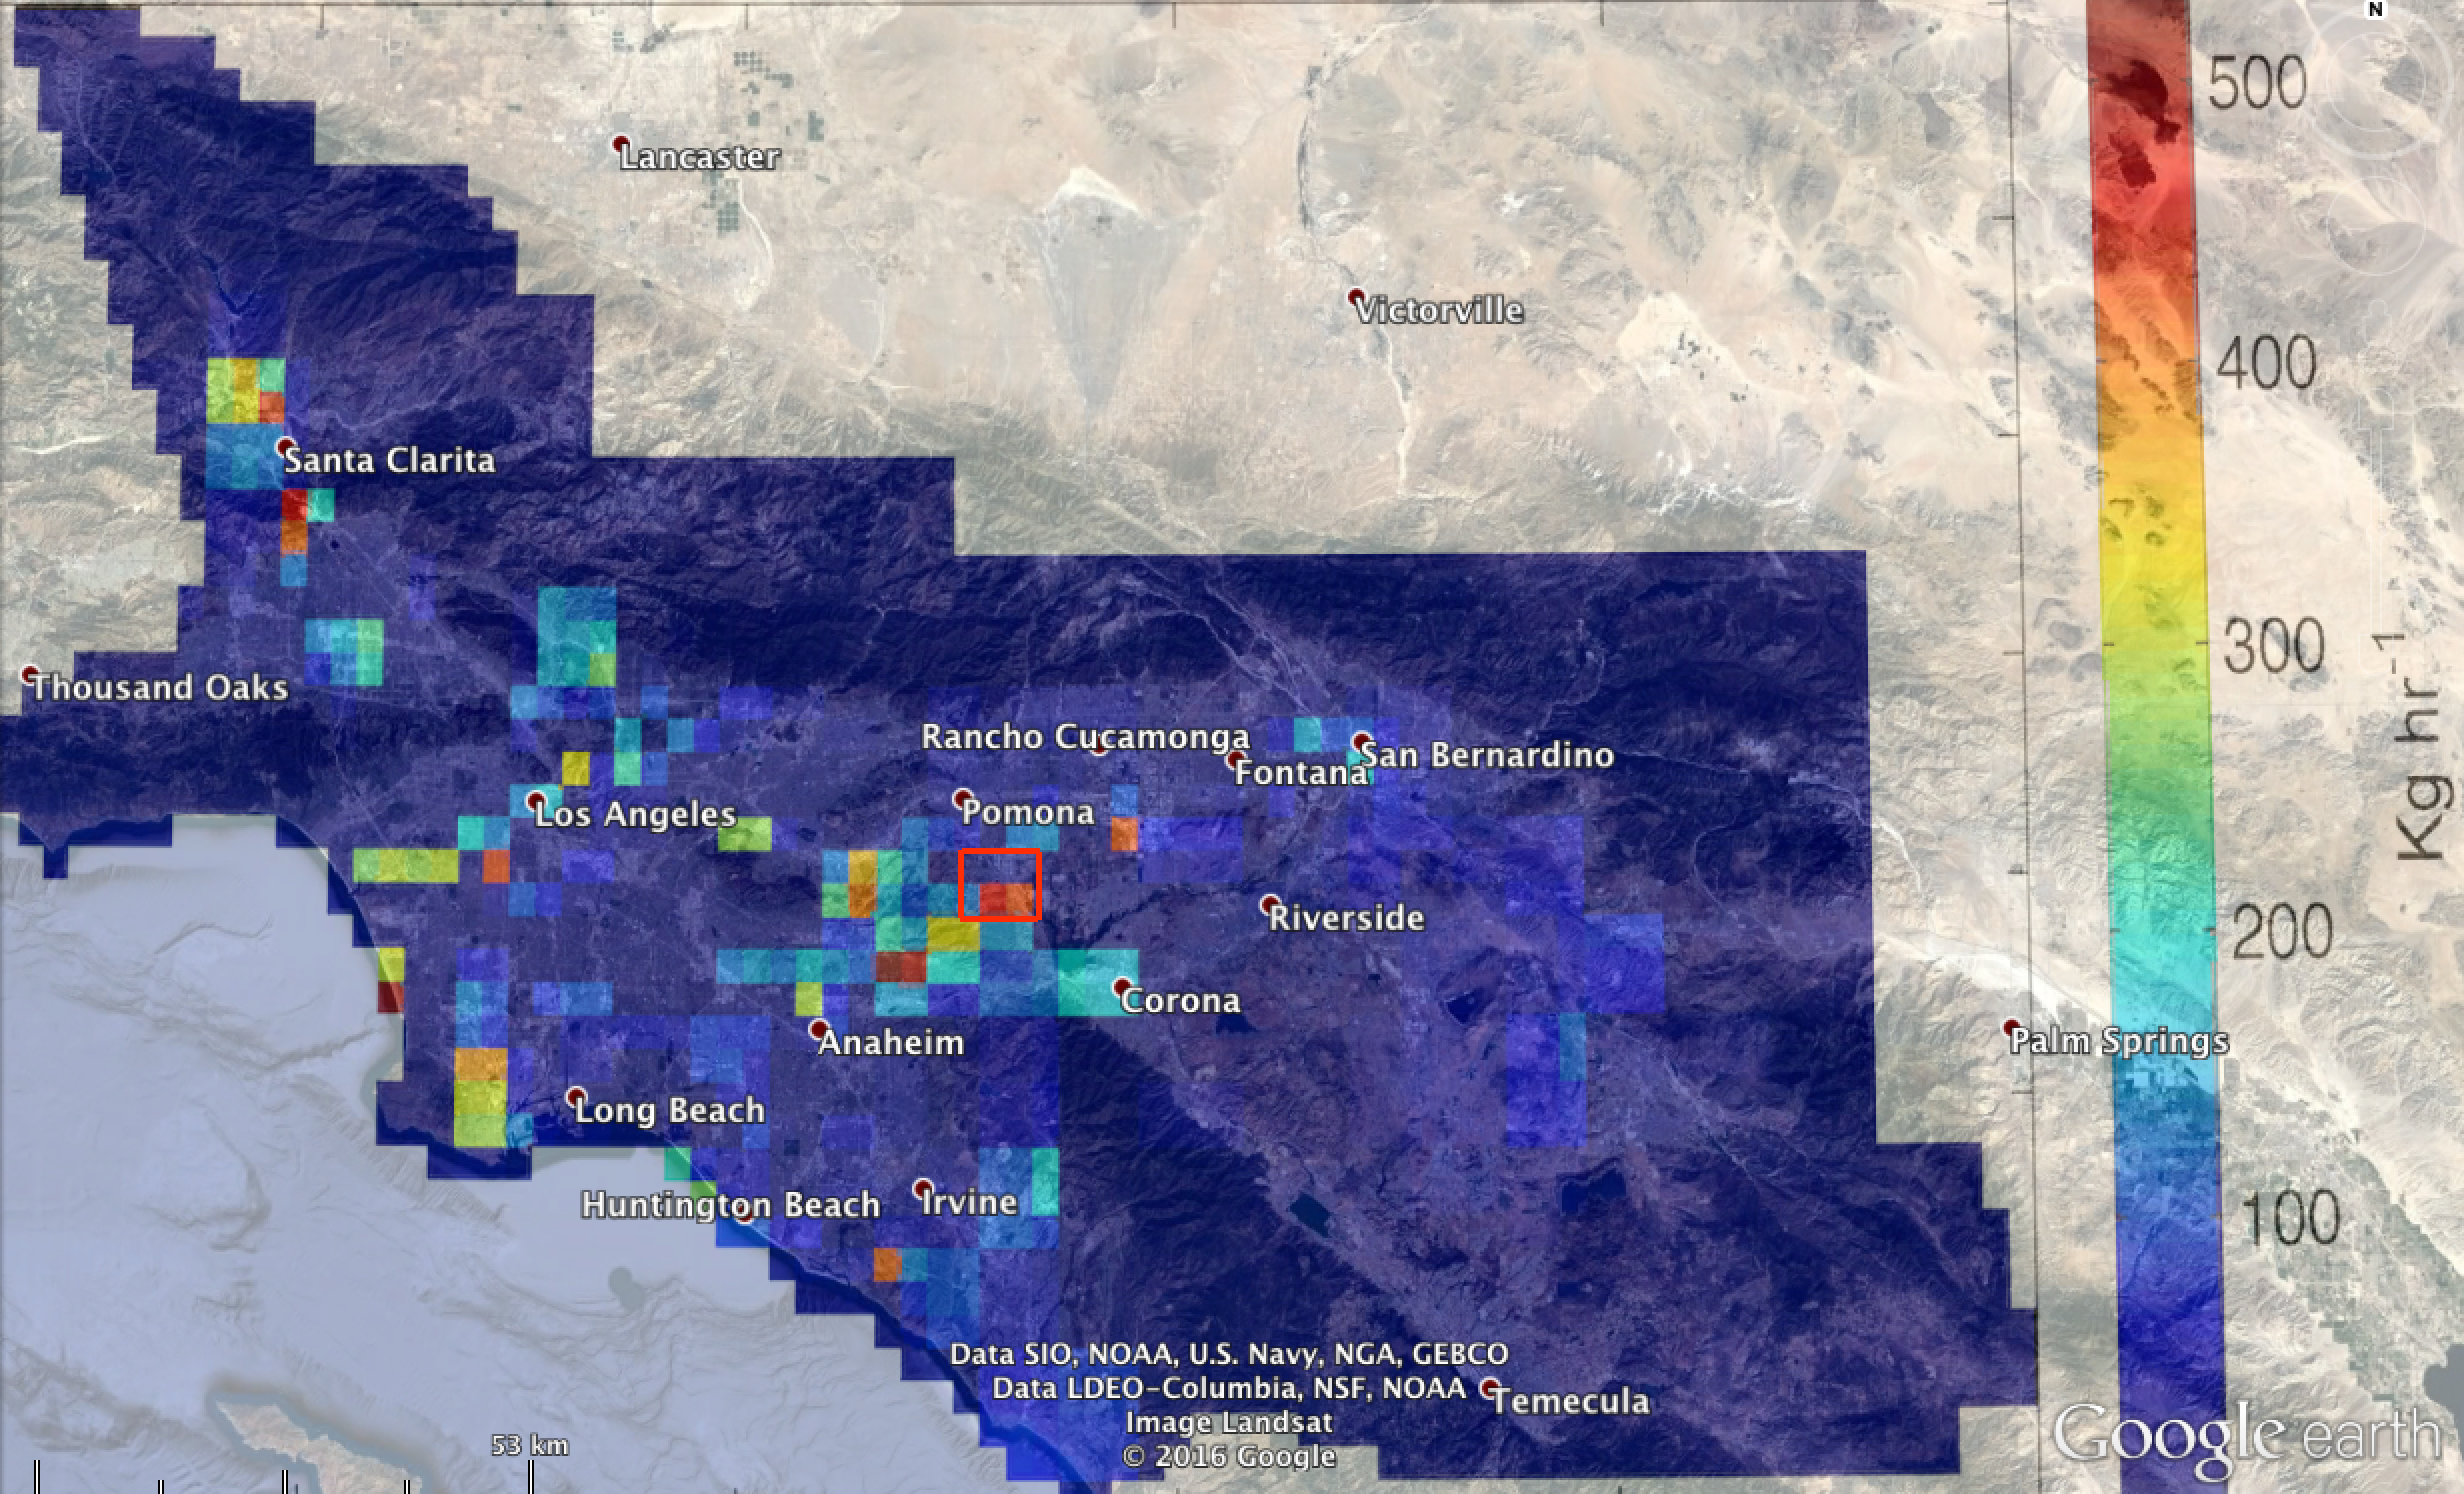 N
500
Lancaster
Victorville
400
Santa Clarita
300
Thousand Oaks
Kg hr-1
Rancho Cucamonga
San Bernardino
Fontana
Los Angeles
Pomona
Riverside
200
Corona
Anaheim
Palm Springs
Long Beach
Huntington Beach
Irvine
100
Data SIO, NOAA, U.S. Navy, NGA, GEBCO
Data LDEO-Columbia, NSF, NOAA
Temecula
Image Landsat
© 2016 Google
53 km
Google earth